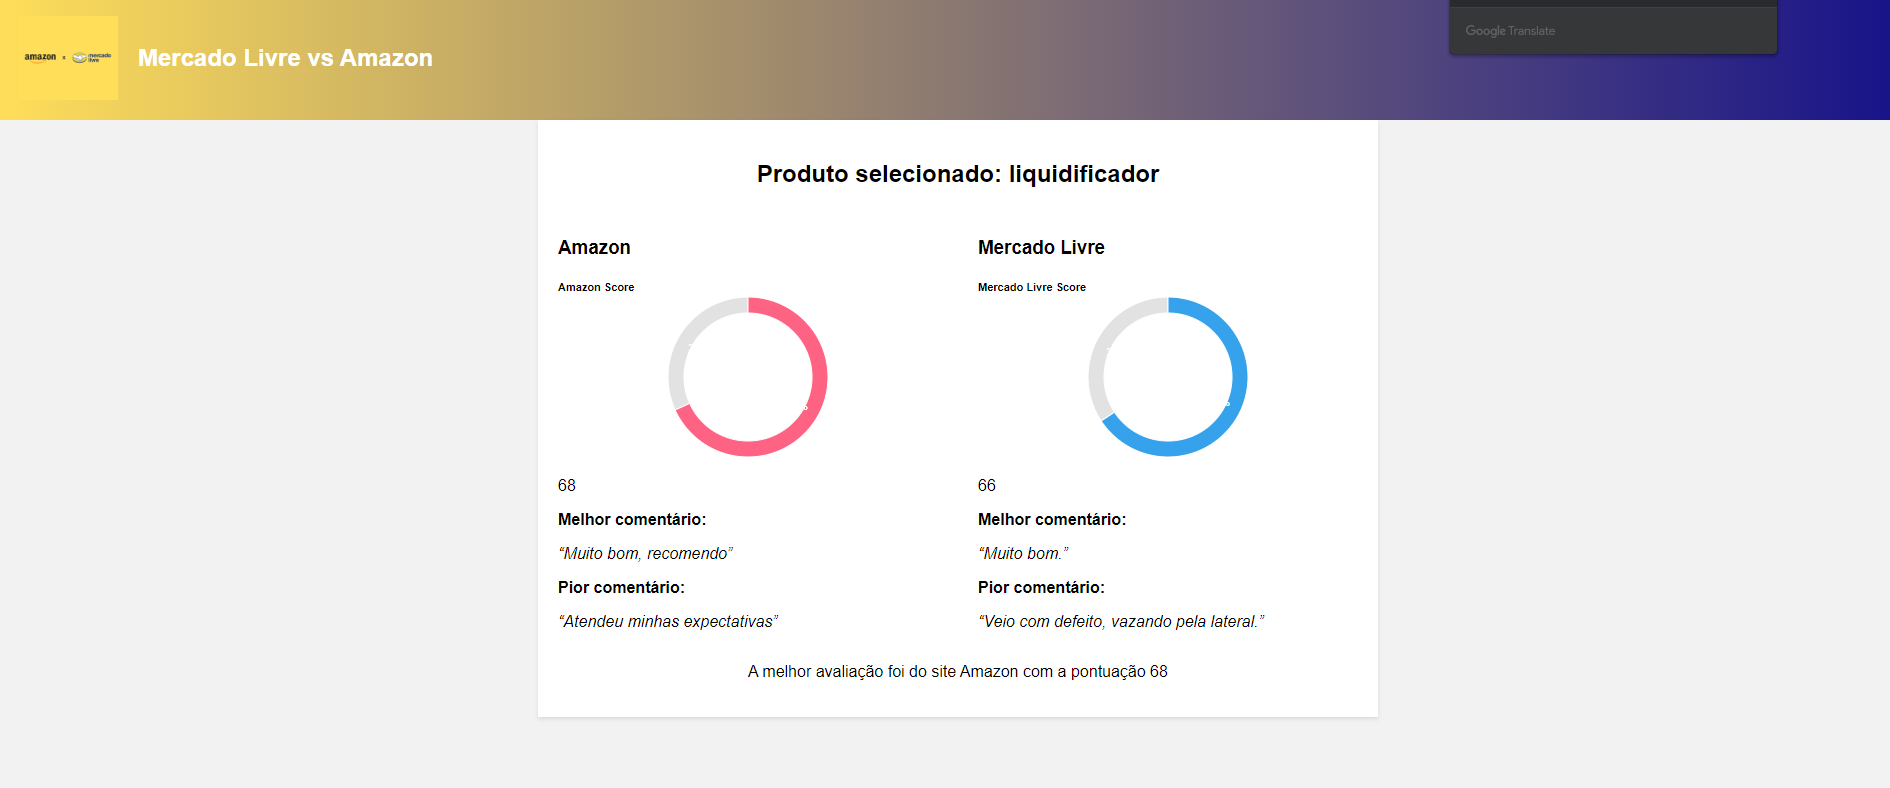 amazon x mercado livre
Mercado Livre vs Amazon
Google Translate
Produto selecionado: liquidificador
Amazon
Mercado Livre
Amazon Score
Mercado Livre Score
68
66
Melhor comentário:
Melhor comentário:
“Muito bom, recomendo”
“Muito bom.”
Pior comentário:
Pior comentário:
“Atendeu minhas expectativas”
“Veio com defeito, vazando pela lateral.”
A melhor avaliação foi do site Amazon com a pontuação 68